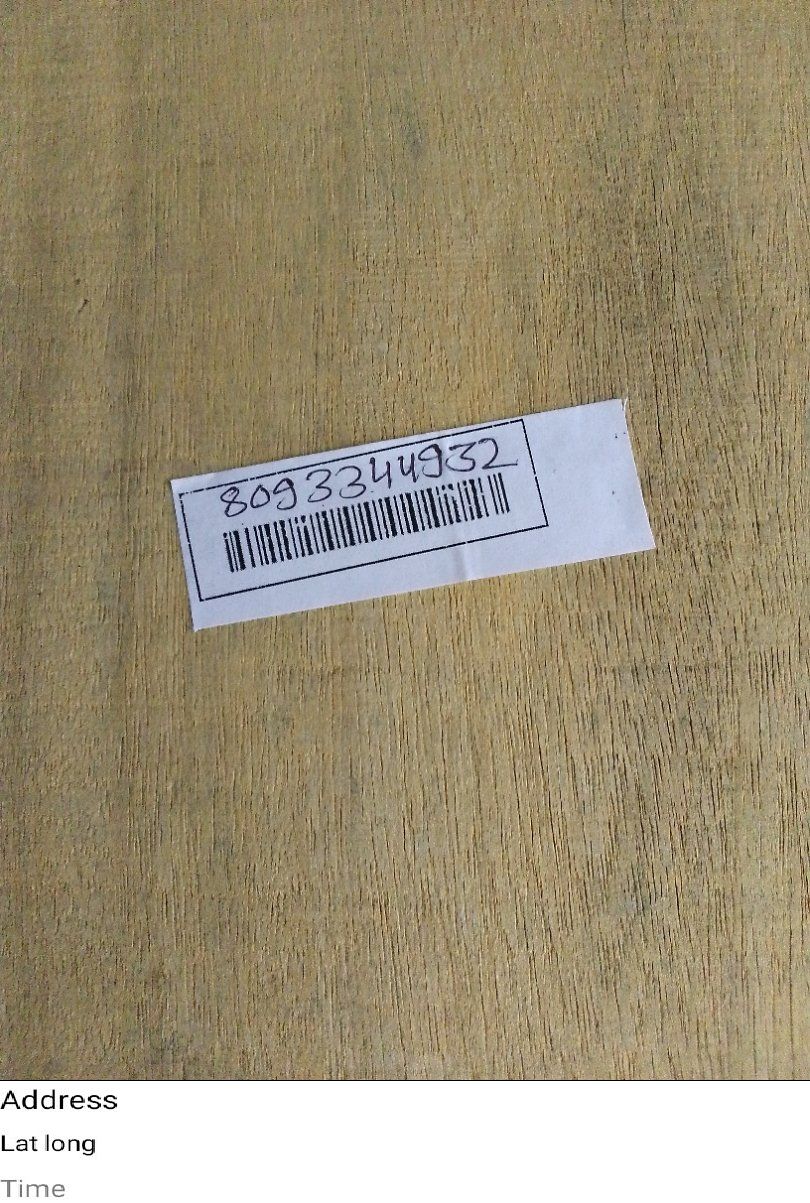 8093344932
Address
Lat long
Time